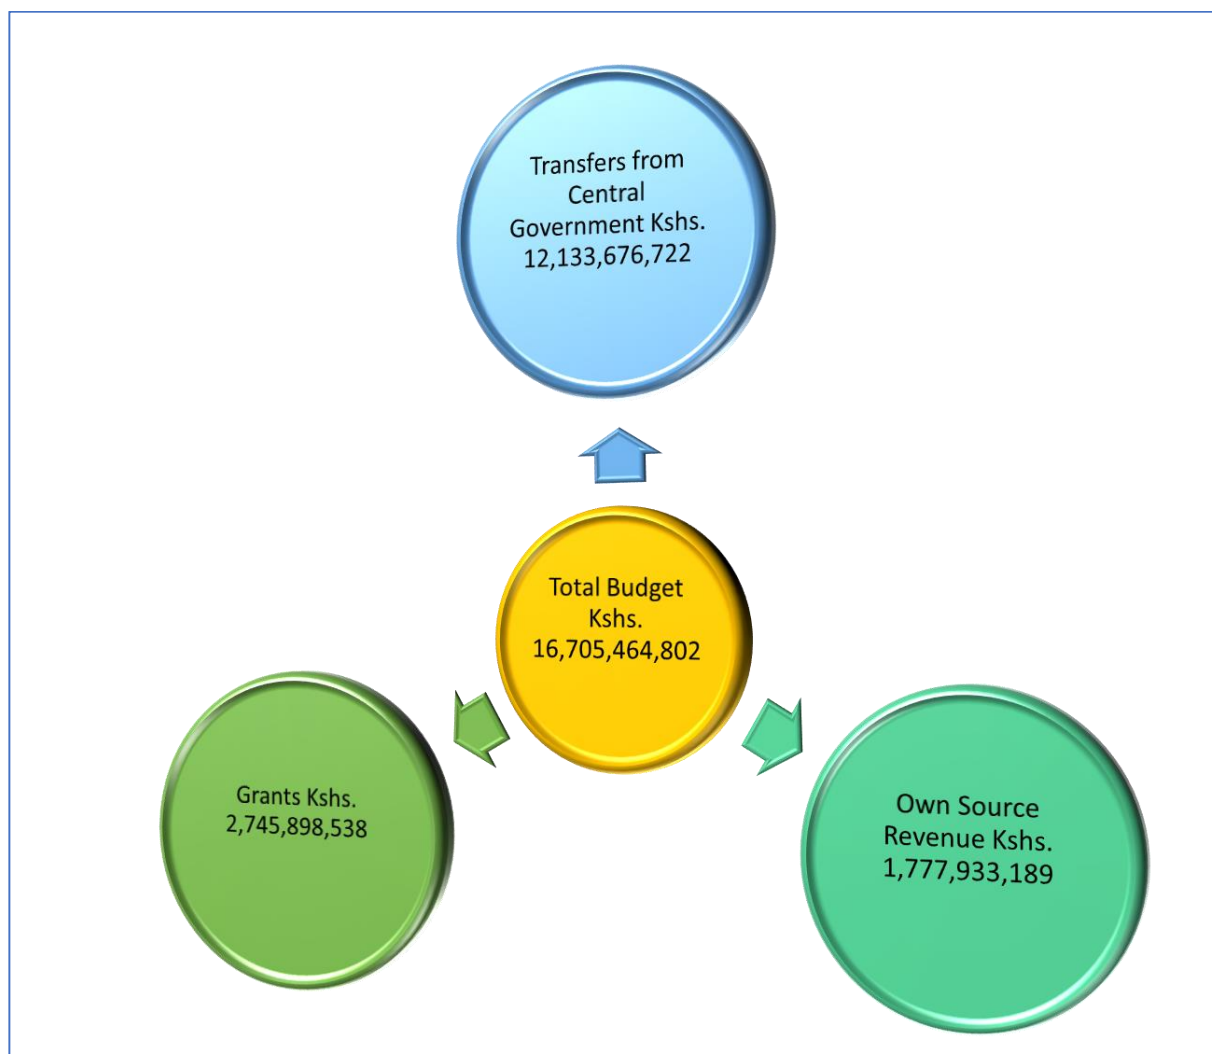 Transfers from
Central
Government Kshs.
12,133,676,722
Total Budget
Kshs.
16,705,464,802
Grants Kshs.
2,745,898,538
Own Source
Revenue Kshs.
1,777,933,189